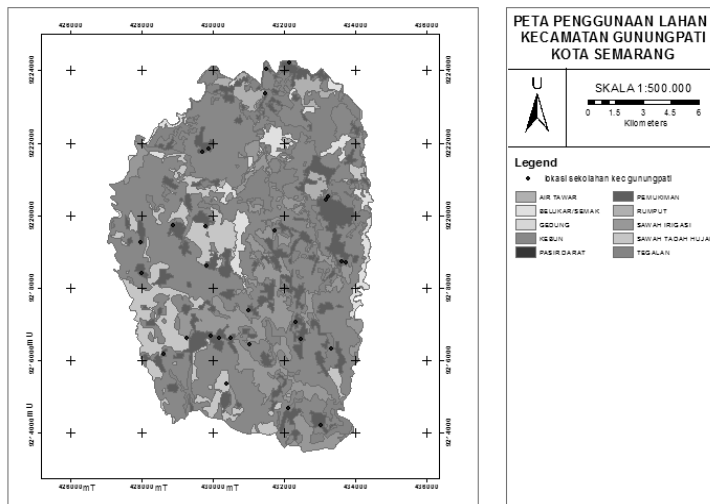 426000 428000 430000 432000 434000 436000
9224000
9222000
9220000
426000mT 428000mT 430000mT 432000 434000 436000
PETA PENGGUNAAN LAHAN
KECAMATAN GUNUNGPATI
KOTA SEMARANG
U
SKALA 1:500.000
0 1.5 3 4.5 6
Kilometers
Legend
lokasi sekolahan kec gunungpati
AIR TAWAR
BELUKAR/SEMAK
GEDUNG
KEBUN
PASIR DARAT
PEMUKIMAN
RUMPUT
SAWAH IRIGASI
SAWAH TADAH HUJAN
TEGALAN